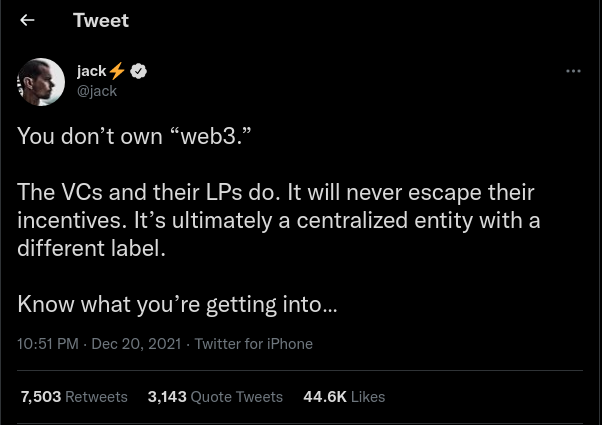 Tweet
jack⚡
@jack
You don’t own “web3.”
The VCs and their LPs do. It will never escape their
incentives. It’s ultimately a centralized entity with a
different label.
Know what you’re getting into…
10:51 PM · Dec 20, 2021 · Twitter for iPhone
7,503 Retweets 3,143 Quote Tweets 44.6K Likes